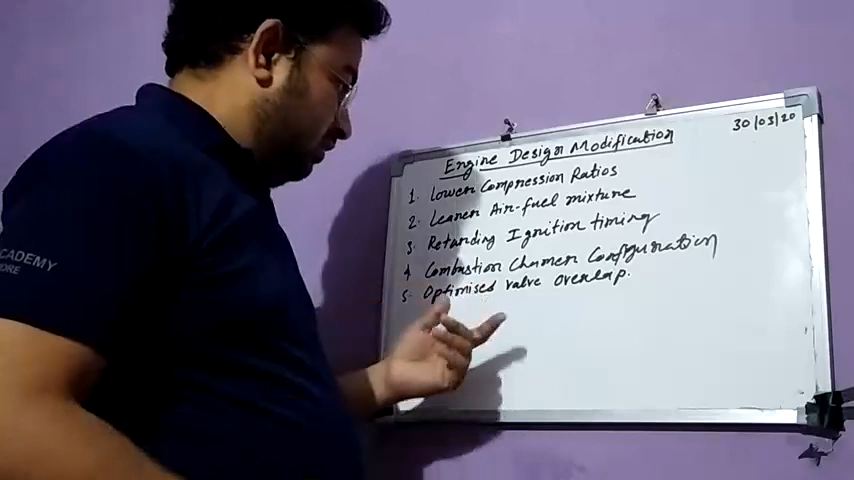 Engine Design Modification
30/03/20
1. Lower Compression Ratios
2. Leaner Air-fuel mixture
3. Retarding Ignition timing
4. Combustion Chamer Configuration
5. Optimised valve overlap.
ACADEMY